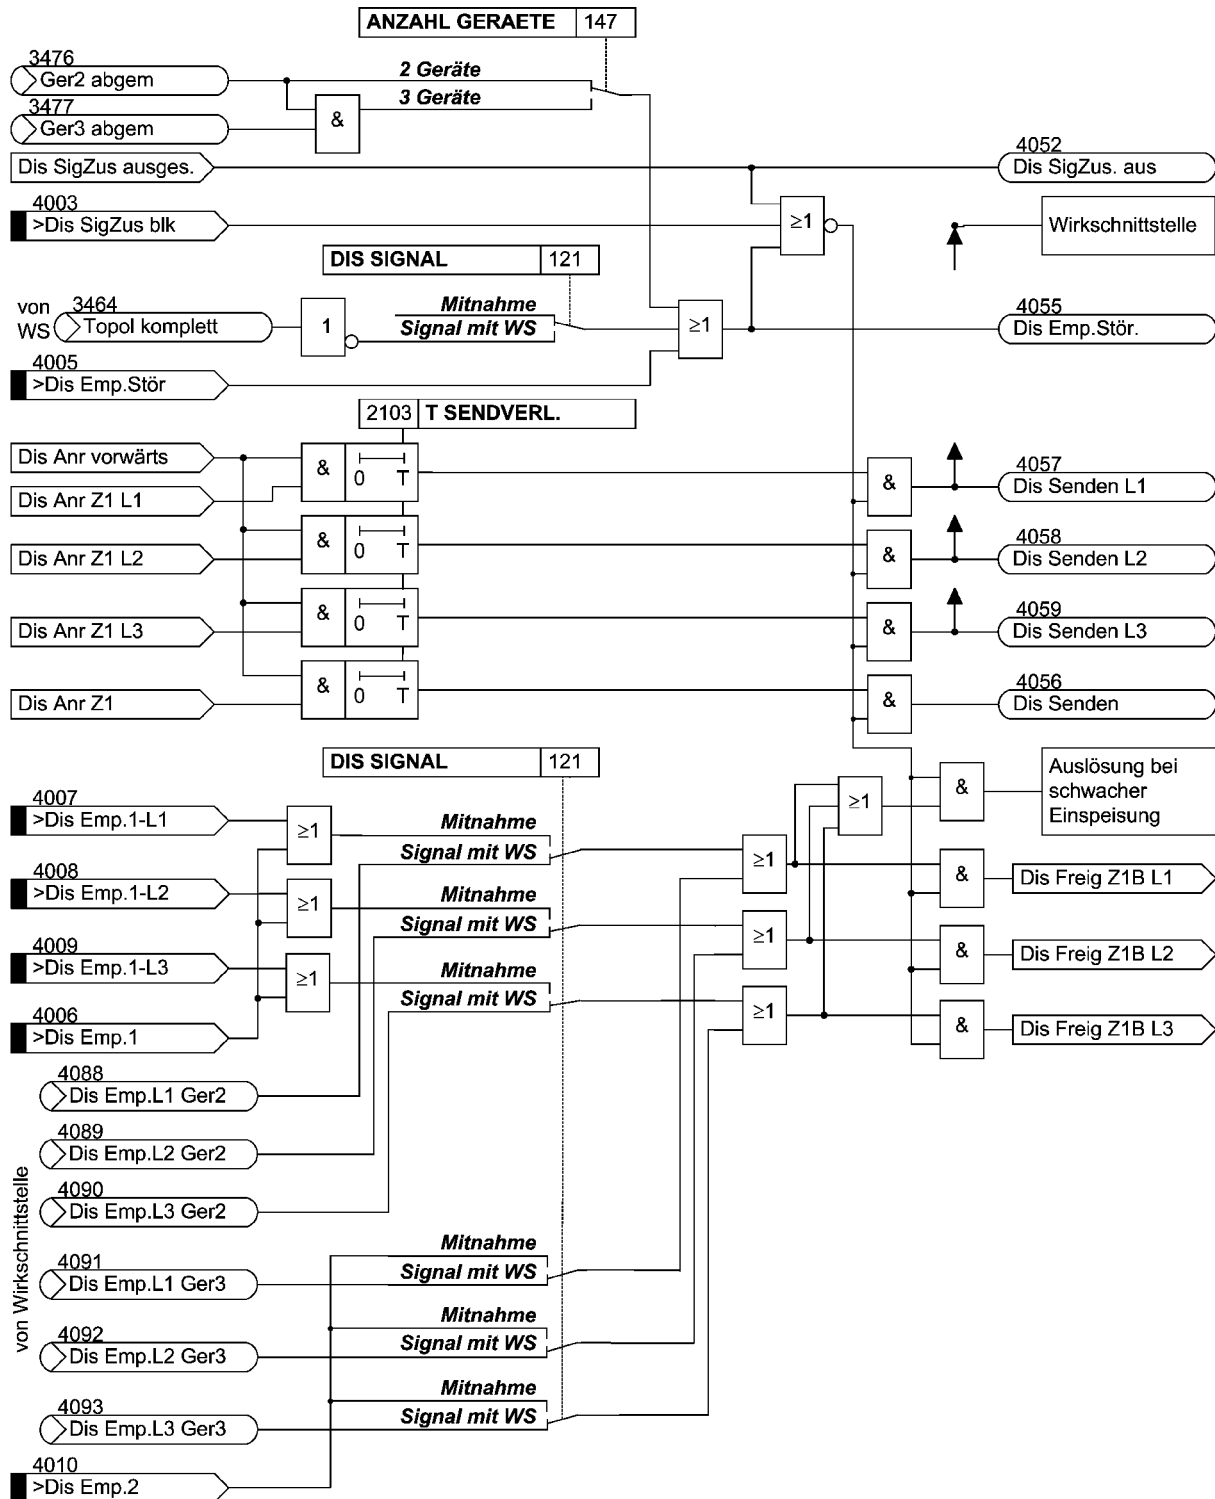 ANZAHL GERAETE 147
3476
Ger2 abgem
2 Geräte
3 Geräte
3477
Ger3 abgem
&
Dis SigZus ausges.
4052
Dis SigZus. aus
4003
>Dis SigZus blk
≥1
Wirkschnittstelle
DIS SIGNAL 121
von WS
3464
Topol komplett
1
Mitnahme
Signal mit WS
≥1
4055
Dis Emp.Stör.
4005
>Dis Emp.Stör
2103 T SENDVERL.
Dis Anr vorwärts
& 0 T
Dis Anr Z1 L1
&
4057
Dis Senden L1
Dis Anr Z1 L2
& 0 T
&
4058
Dis Senden L2
Dis Anr Z1 L3
& 0 T
&
4059
Dis Senden L3
Dis Anr Z1
& 0 T
&
4056
Dis Senden
DIS SIGNAL 121
Auslösung bei
schwacher
Einspeisung
&
≥1
4007
>Dis Emp.1-L1
≥1
Mitnahme
Signal mit WS
≥1
&
Dis Freig Z1B L1
4008
>Dis Emp.1-L2
≥1
Mitnahme
Signal mit WS
≥1
&
Dis Freig Z1B L2
4009
>Dis Emp.1-L3
≥1
Mitnahme
Signal mit WS
≥1
&
Dis Freig Z1B L3
4006
>Dis Emp.1
von Wirkschnittstelle
4088
Dis Emp.L1 Ger2
4089
Dis Emp.L2 Ger2
4090
Dis Emp.L3 Ger2
4091
Dis Emp.L1 Ger3
Mitnahme
Signal mit WS
4092
Dis Emp.L2 Ger3
Mitnahme
Signal mit WS
4093
Dis Emp.L3 Ger3
Mitnahme
Signal mit WS
4010
>Dis Emp.2